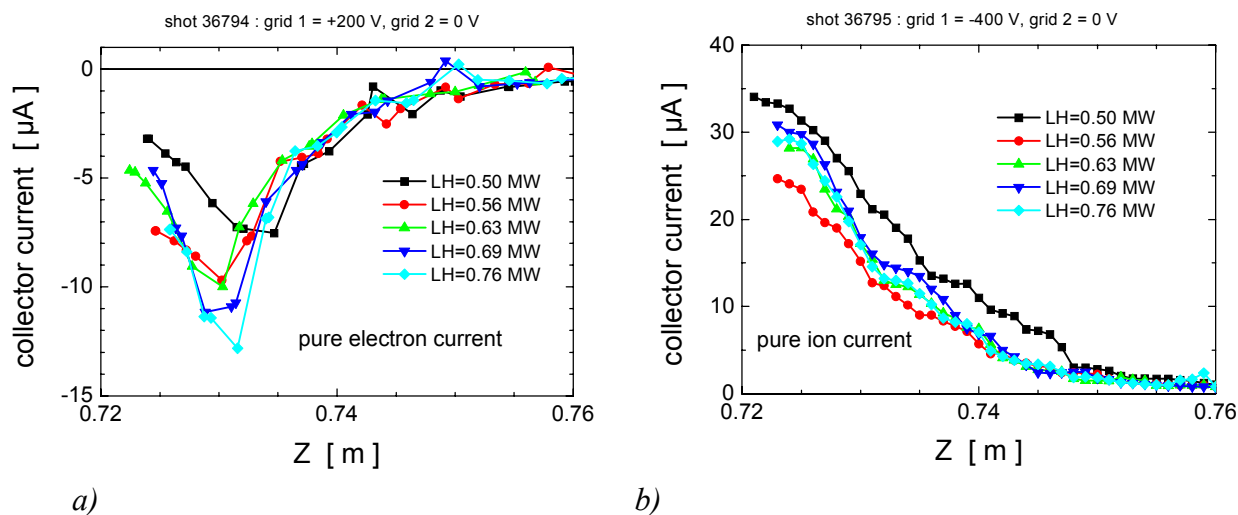 shot 36794 : grid 1 = +200 V, grid 2 = 0 V
0
-5
-10
-15
collector current [ µA ]
LH=0.50 MW
LH=0.56 MW
LH=0.63 MW
LH=0.69 MW
LH=0.76 MW
pure electron current
0.72
0.74
0.76
Z [ m ]
a)
shot 36795 : grid 1 = -400 V, grid 2 = 0 V
40
30
20
10
0
collector current [ µA ]
LH=0.50 MW
LH=0.56 MW
LH=0.63 MW
LH=0.69 MW
LH=0.76 MW
pure ion current
0.72
0.74
0.76
Z [ m ]
b)